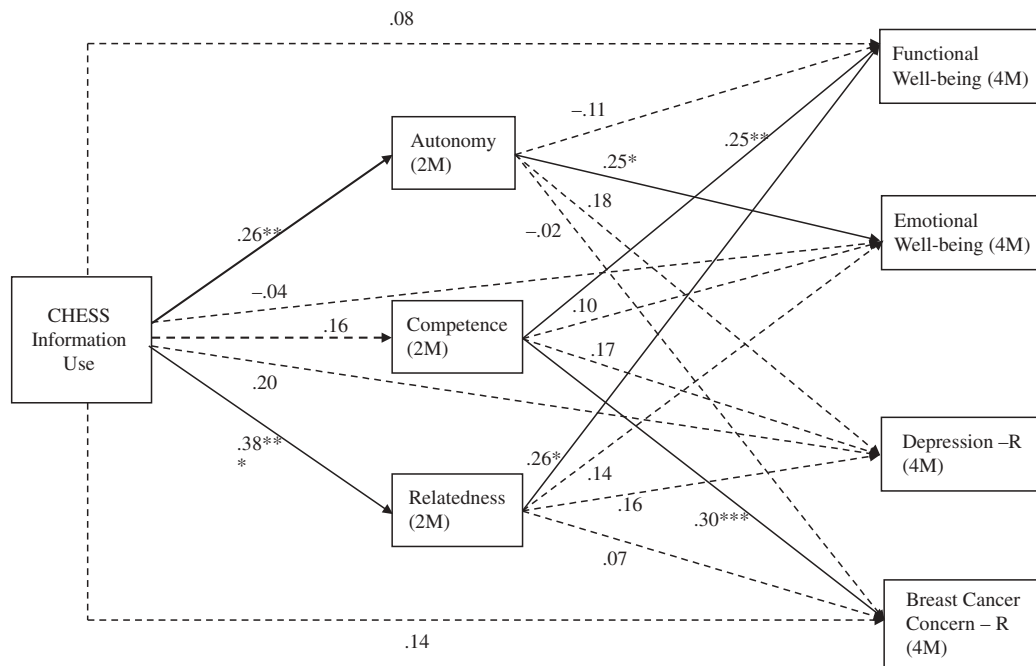 .08
Functional
Well-being (4M)
–.11
Autonomy
(2M)
.25**
.25*
.18
Emotional
Well-being (4M)
–.02
.26**
–.04
CHESS
Information
Use
.16
Competence
(2M)
.10
.17
.20
.38**
*
Depression –R
(4M)
.26*
.14
Relatedness
(2M)
.16
.30***
.07
Breast Cancer
Concern – R
(4M)
.14